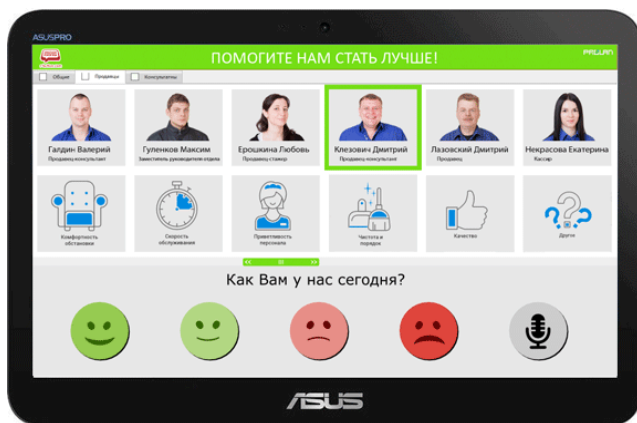 ASUSPRO
ПОМОГИТЕ НАМ СТАТЬ ЛУЧШЕ!
Общие
Продавцы
Консультанты
Галдин Валерий
Продавец-консультант
Гуленков Максим
Заместитель руководителя отдела
Ерошкина Любовь
Продавец стажер
Клезович Дмитрий
Продавец-консультант
Лазовский Дмитрий
Продавец
Некрасова Екатерина
Кассир
Комфортность
обстановки
Скорость
обслуживания
Приветливость
персонала
Чистота и
порядок
Качество
Другое
<< >>
Как Вам у нас сегодня?
ASUS